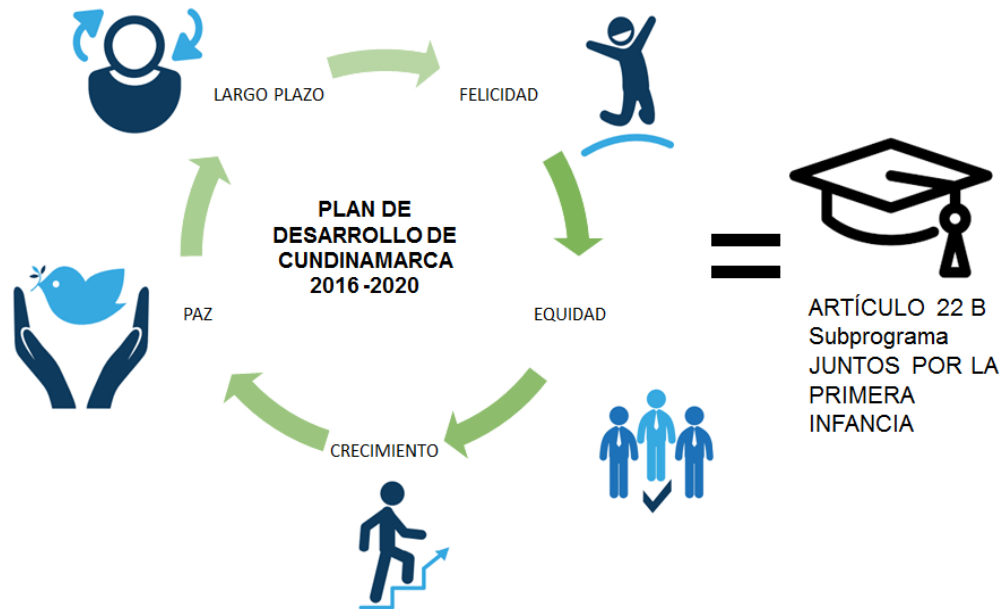 LARGO PLAZO
FELICIDAD
PLAN DE
DESARROLLO DE
CUNDINAMARCA
2016 -2020
PAZ
EQUIDAD
CRECIMIENTO
ARTÍCULO 22 B
Subprograma
JUNTOS POR LA
PRIMERA
INFANCIA